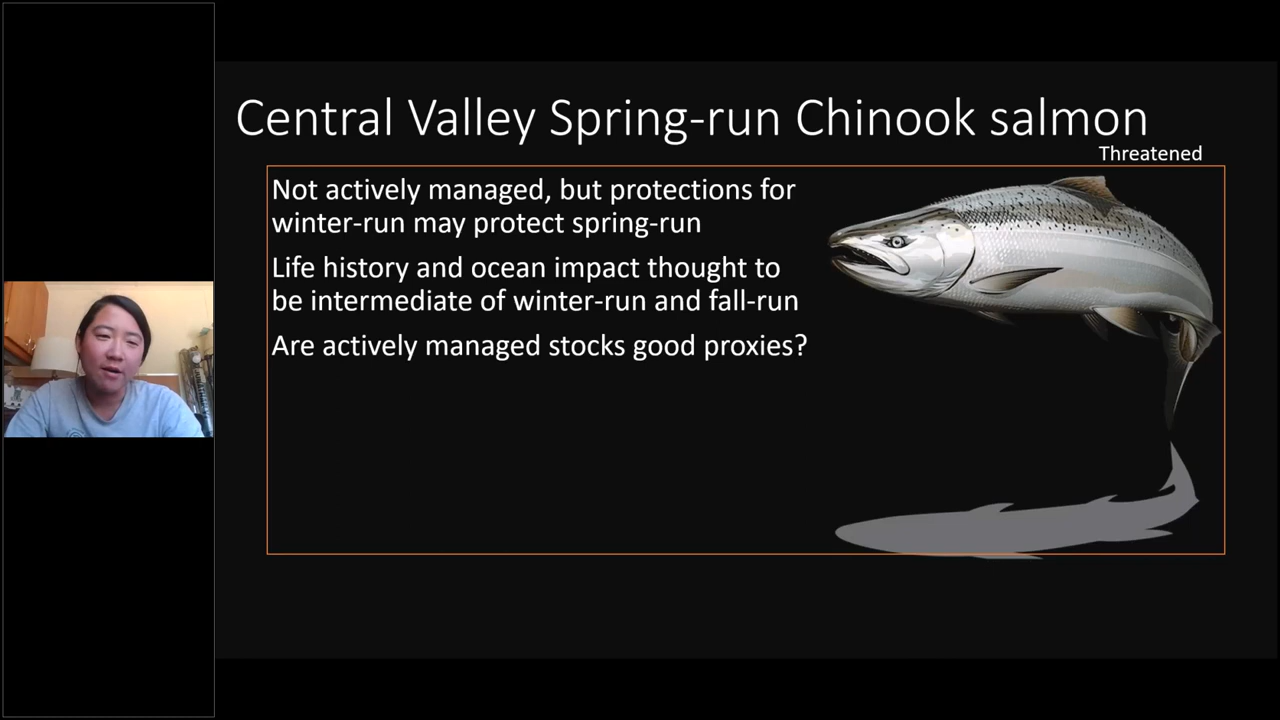 Central Valley Spring-run Chinook salmon
Threatened
Not actively managed, but protections for
winter-run may protect spring-run
Life history and ocean impact thought to
be intermediate of winter-run and fall-run
Are actively managed stocks good proxies?